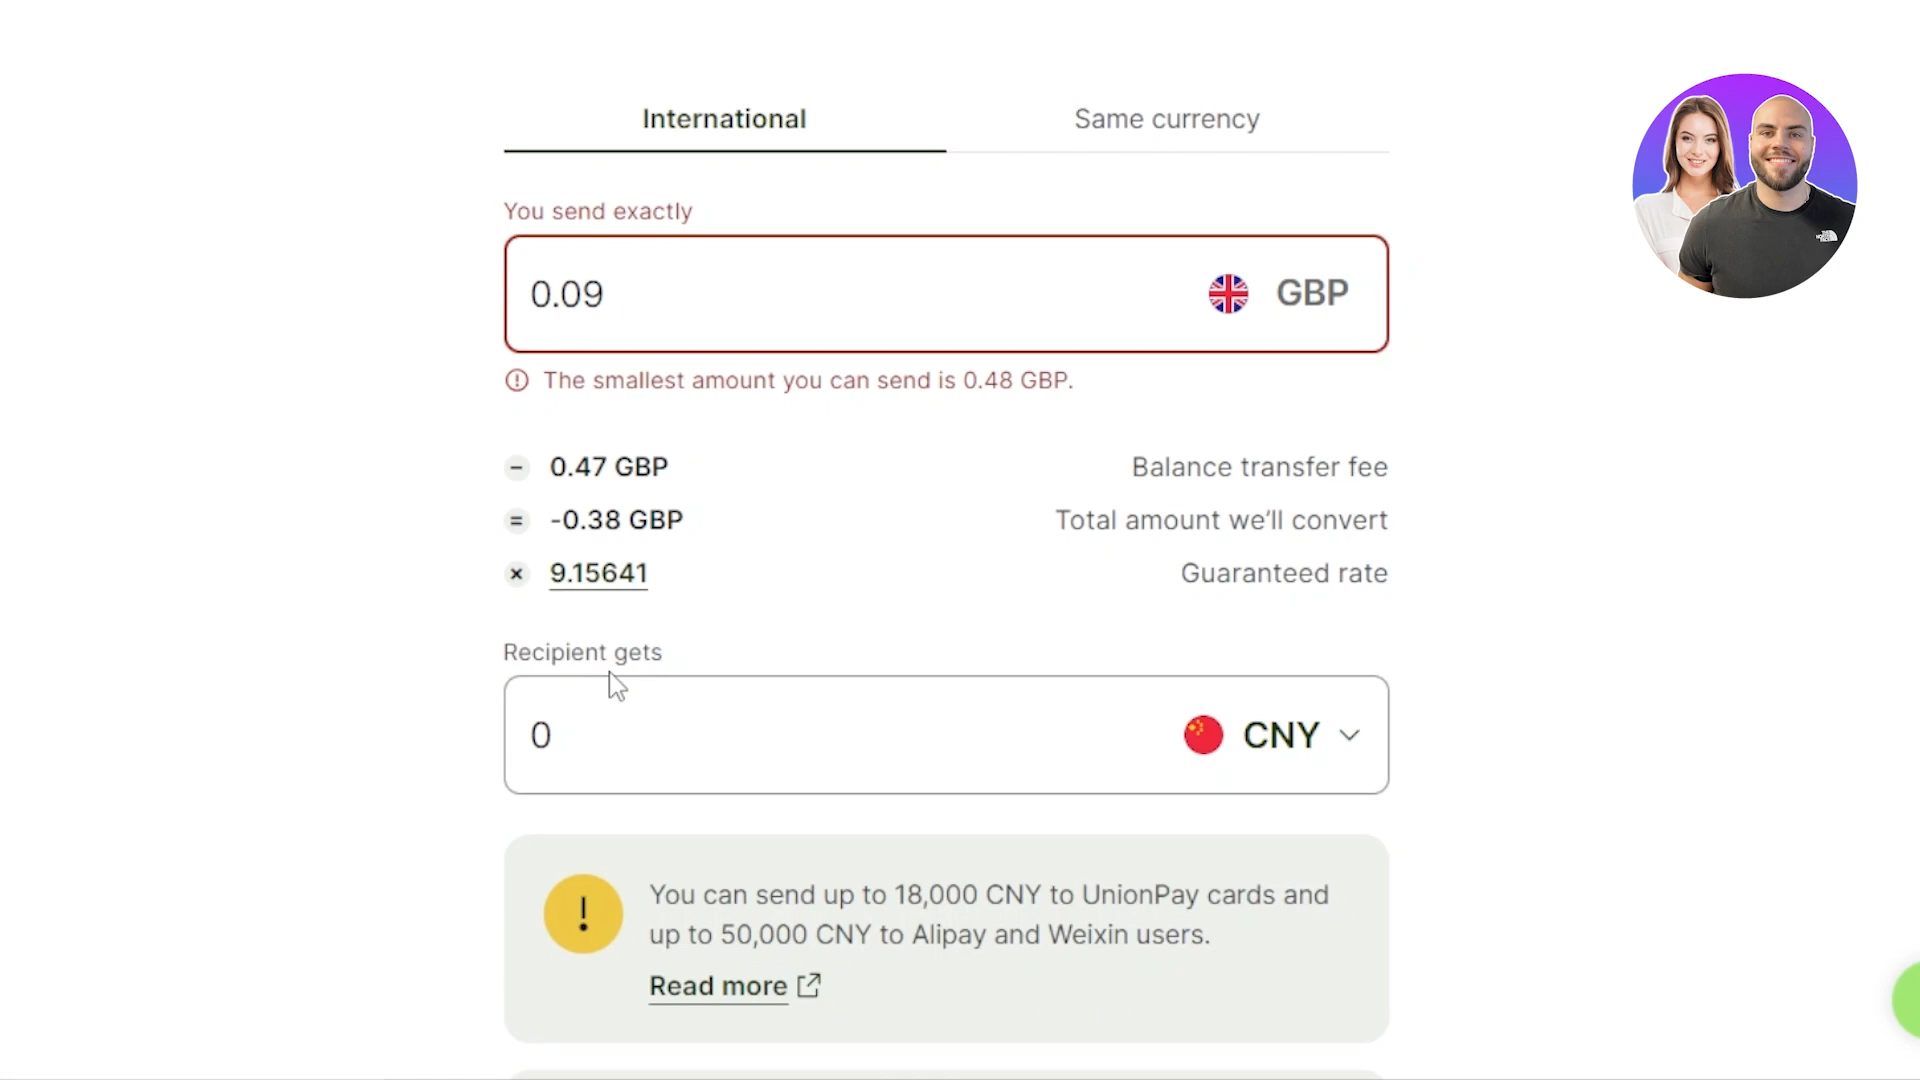 International
Same currency
You send exactly
0.09
GBP
The smallest amount you can send is 0.48 GBP.
− 0.47 GBP
Balance transfer fee
= -0.38 GBP
Total amount we'll convert
× 9.15641
Guaranteed rate
Recipient gets
0
CNY
You can send up to 18,000 CNY to UnionPay cards and
up to 50,000 CNY to Alipay and Weixin users.
Read more